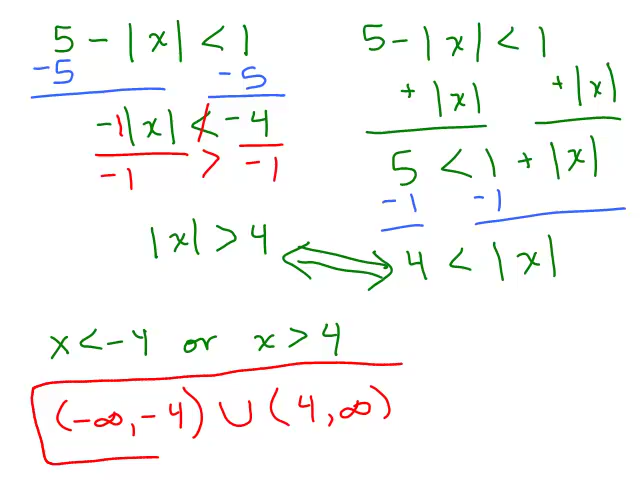 5 - |x| < 1
-5 -5
-1|x| < -4
-1 > -1
|x| > 4
5 - |x| < 1
+ |x| + |x|
5 < 1 + |x|
-1 -1
4 < |x|
x < -4 or x > 4
(-∞, -4) ∪ (4, ∞)